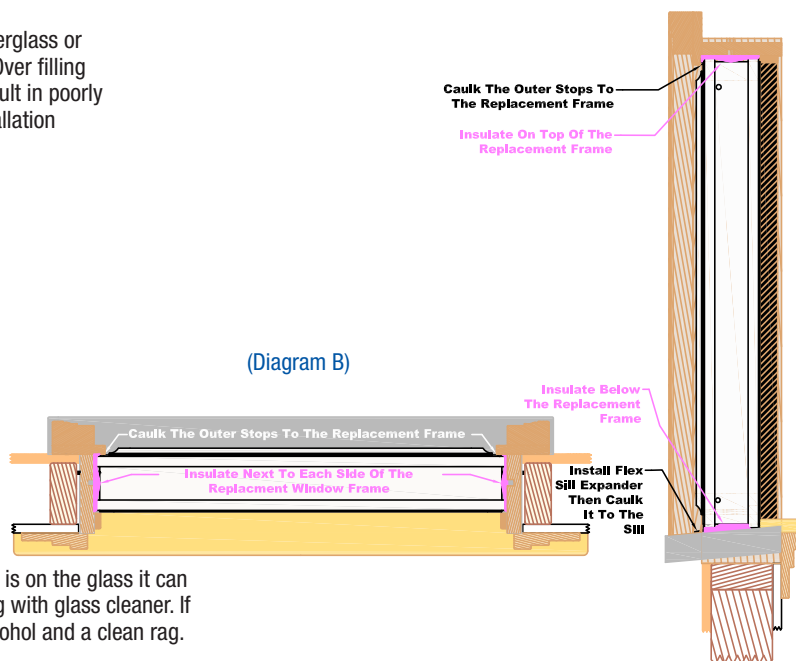 erglass or
Over filling
ult in poorly
allation
Caulk The Outer Stops To
The Replacement Frame
Insulate On Top Of The
Replacement Frame
(Diagram B)
Caulk The Outer Stops To The Replacement Frame
Insulate Next To Each Side Of The
Replacment Window Frame
Insulate Below
The Replacement
Frame
Install Flex
Sill Expander
Then Caulk
It To The
Sill
is on the glass it can
g with glass cleaner. If
ohol and a clean rag.